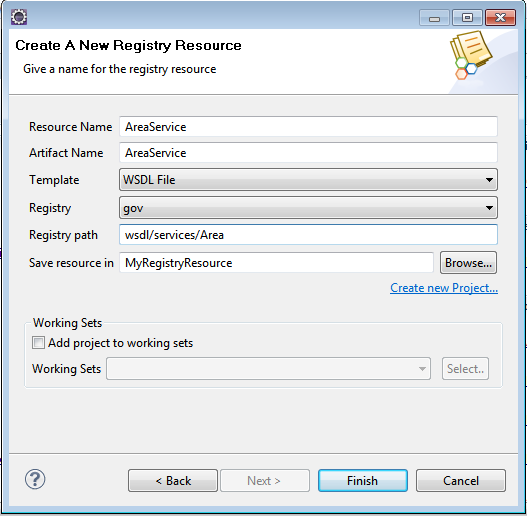 Create A New Registry Resource
Give a name for the registry resource
Resource Name AreaService
Artifact Name AreaService
Template WSDL File
Registry gov
Registry path wsdl/services/Area
Save resource in MyRegistryResource Browse...
Create new Project...
Working Sets
Add project to working sets
Working Sets Select..
? < Back Next > Finish Cancel